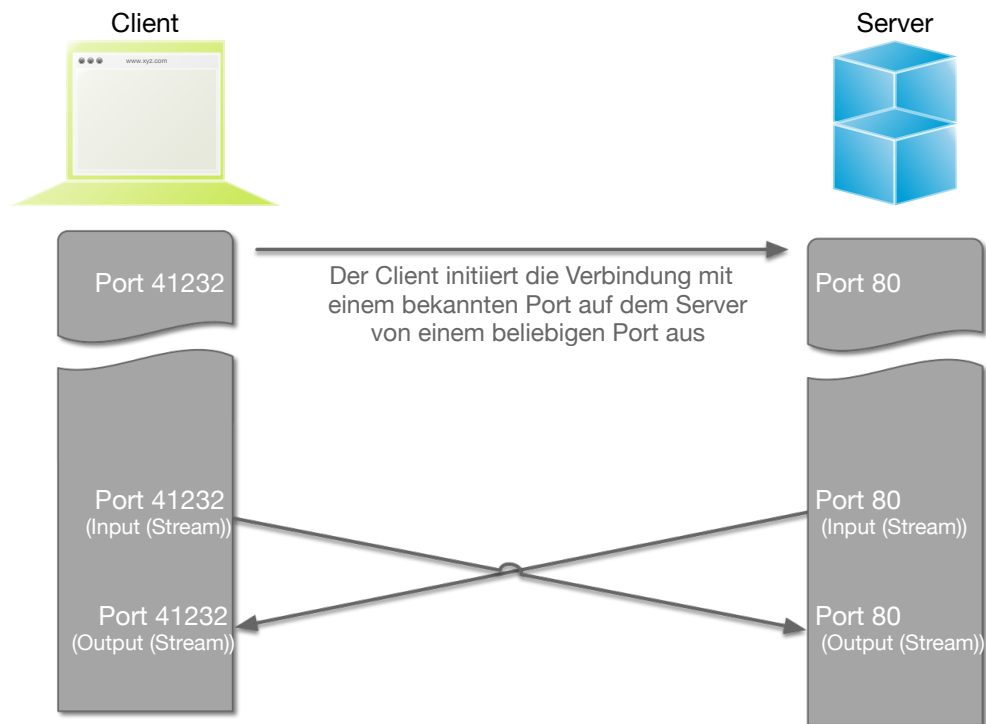 Client
Server
www.xyz.com
Port 41232
Der Client initiiert die Verbindung mit
einem bekannten Port auf dem Server
von einem beliebigen Port aus
Port 80
Port 41232
(Input (Stream))
Port 80
(Input (Stream))
Port 41232
(Output (Stream))
Port 80
(Output (Stream))